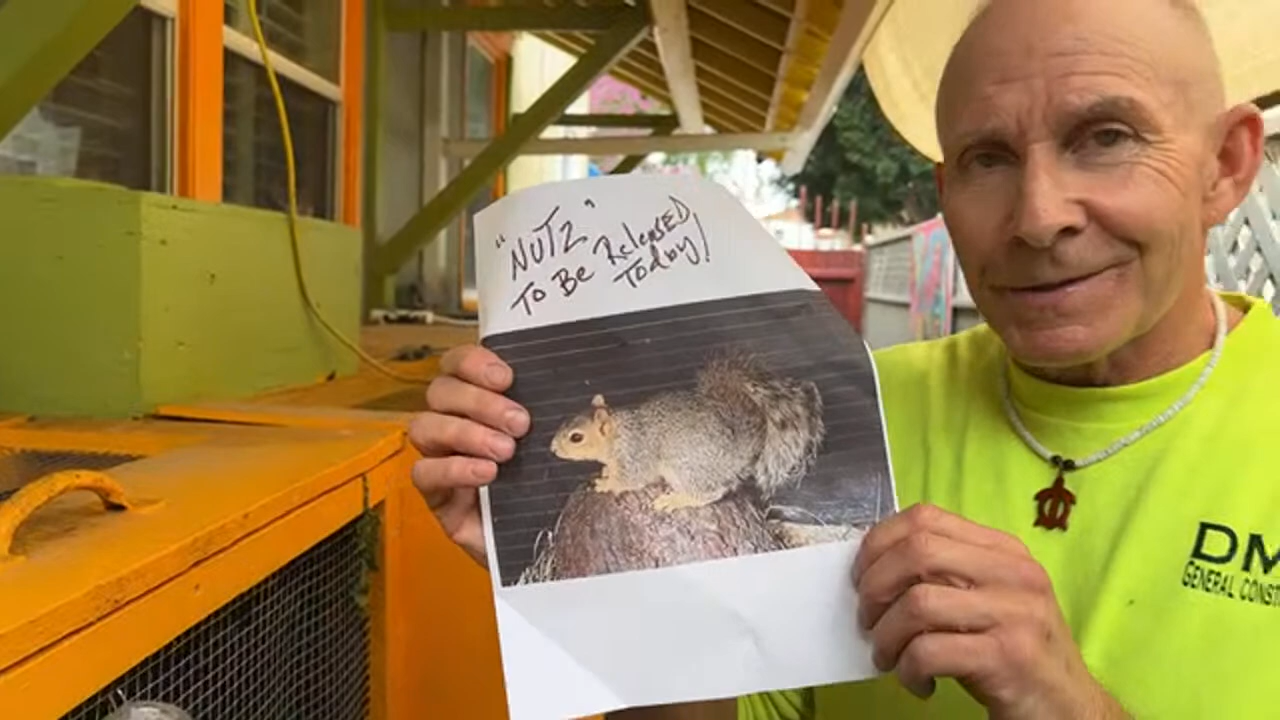 "NUTZ"
To Be Released
Today!
DM
GENERAL CONST